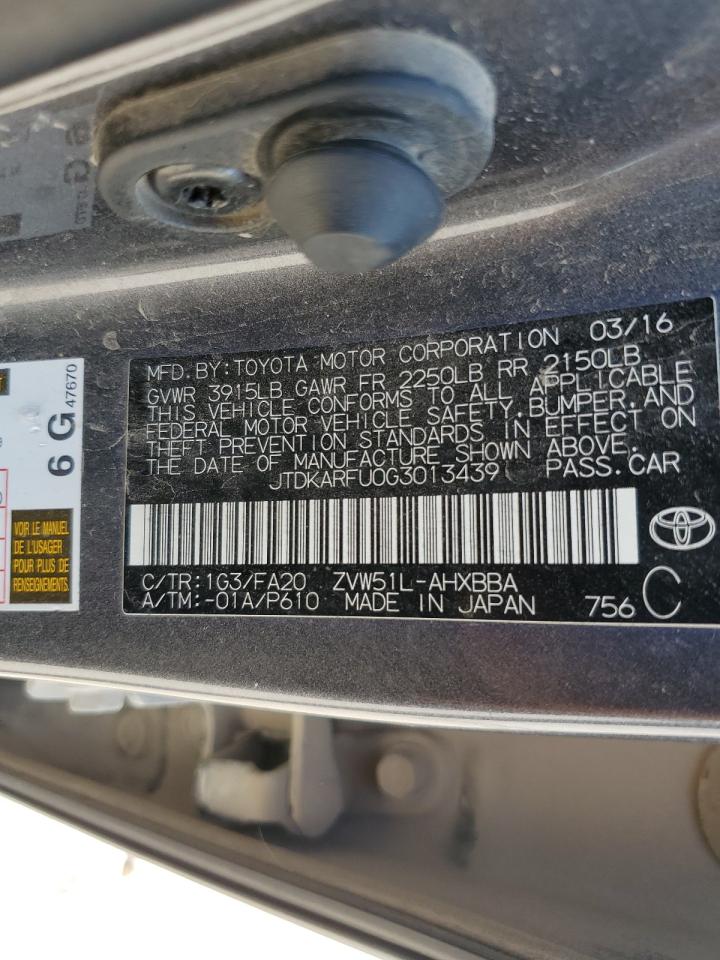 MFD. BY: TOYOTA MOTOR CORPORATION 03/16
GVWR 3915LB GAWR FR 2250LB RR 2150LB
THIS VEHICLE CONFORMS TO ALL APPLICABLE
FEDERAL MOTOR VEHICLE SAFETY, BUMPER, AND
THEFT PREVENTION STANDARDS IN EFFECT ON
THE DATE OF MANUFACTURE SHOWN ABOVE.
JTDKARFU0G3013439 PASS. CAR
C/TR: 1G3/FA20 ZVW51L-AHXBBA
A/TM: -01A/P610 MADE IN JAPAN 756 C
6 G 47670
VOIR LE MANUEL
DE L'USAGER
POUR PLUS DE
RENSEIGNEMENTS